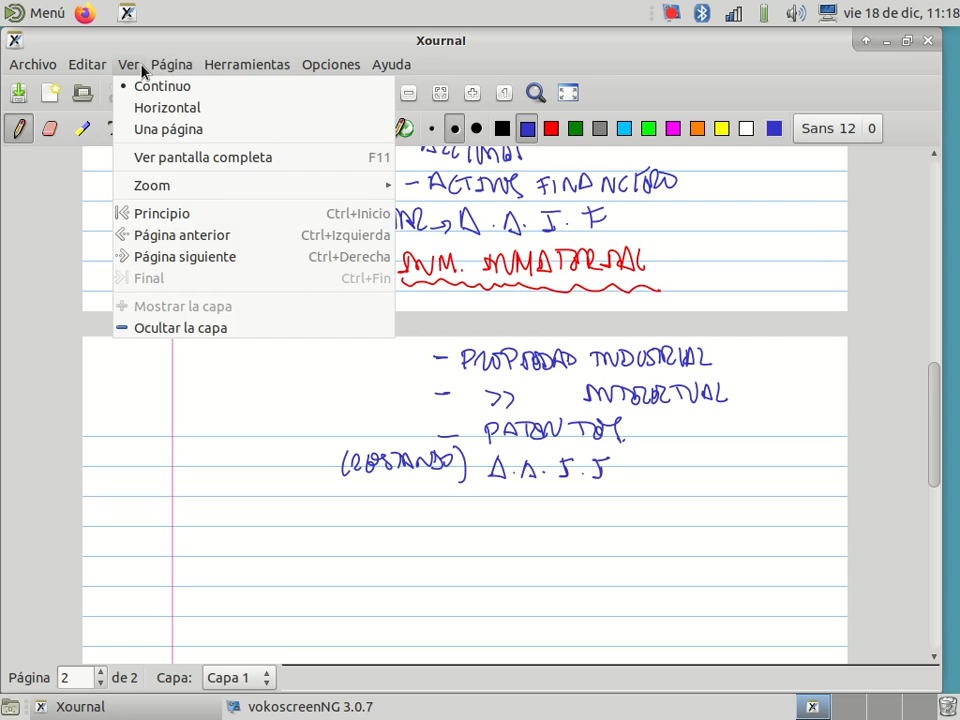 Menú vie 18 de dic, 11:18
Xournal
Archivo Editar Ver Página Herramientas Opciones Ayuda
Continuo
Horizontal
Una página
Ver pantalla completa F11
Zoom
Principio Ctrl+Inicio
Página anterior Ctrl+Izquierda
Página siguiente Ctrl+Derecha
Final Ctrl+Fin
Mostrar la capa
Ocultar la capa
Sans 12 0
- ACTIVOS FINANCIERO
→ A. A. I. F
INM. INMATERIAL
- PROPIEDAD INDUSTRIAL
- >> INTELECTUAL
- PATENTES.
(RESTANDO) A.A.I.I
Página 2 de 2 Capa: Capa 1
Xournal vokoscreenNG 3.0.7